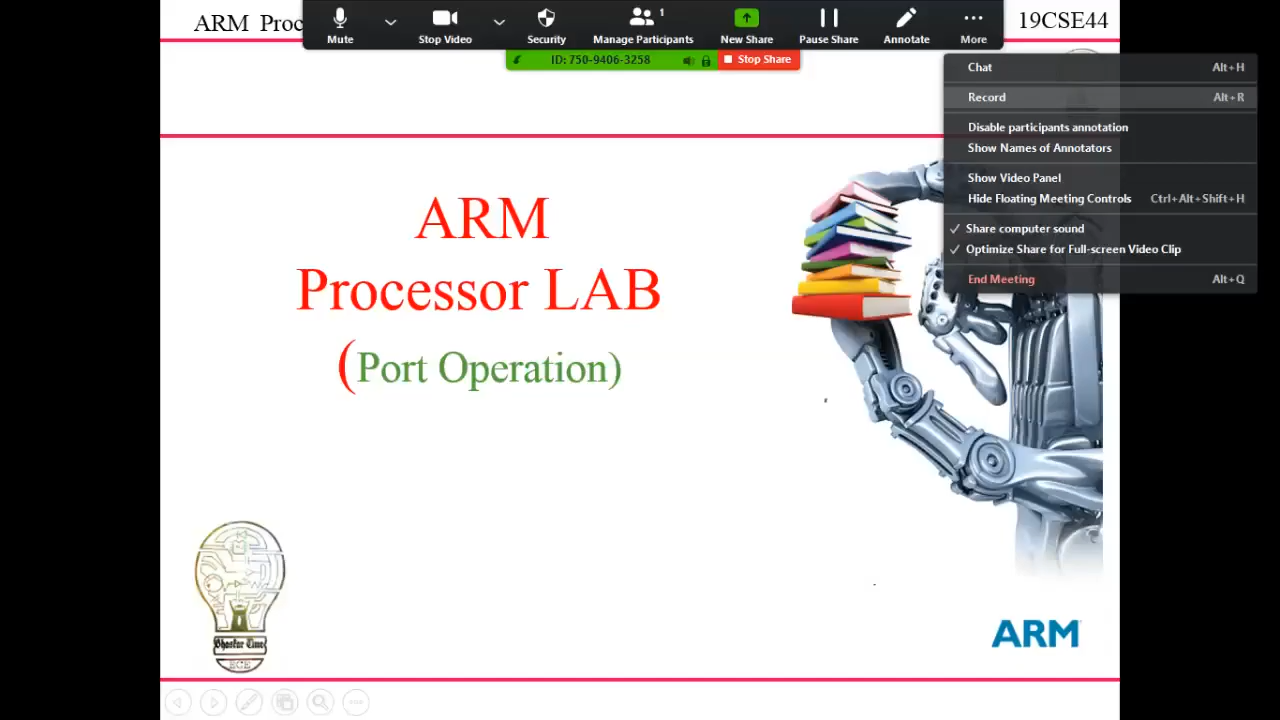 ARM Proc
19CSE44
1
Mute
Stop Video
Security
Manage Participants
New Share
Pause Share
Annotate
More
ID: 750-9406-3258
Stop Share
Chat Alt+H
Record Alt+R
Disable participants annotation
Show Names of Annotators
Show Video Panel
Hide Floating Meeting Controls Ctrl+Alt+Shift+H
Share computer sound
Optimize Share for Full-screen Video Clip
End Meeting Alt+Q
ARM
Processor LAB
(Port Operation)
Bhaskar Time
ECE
ARM